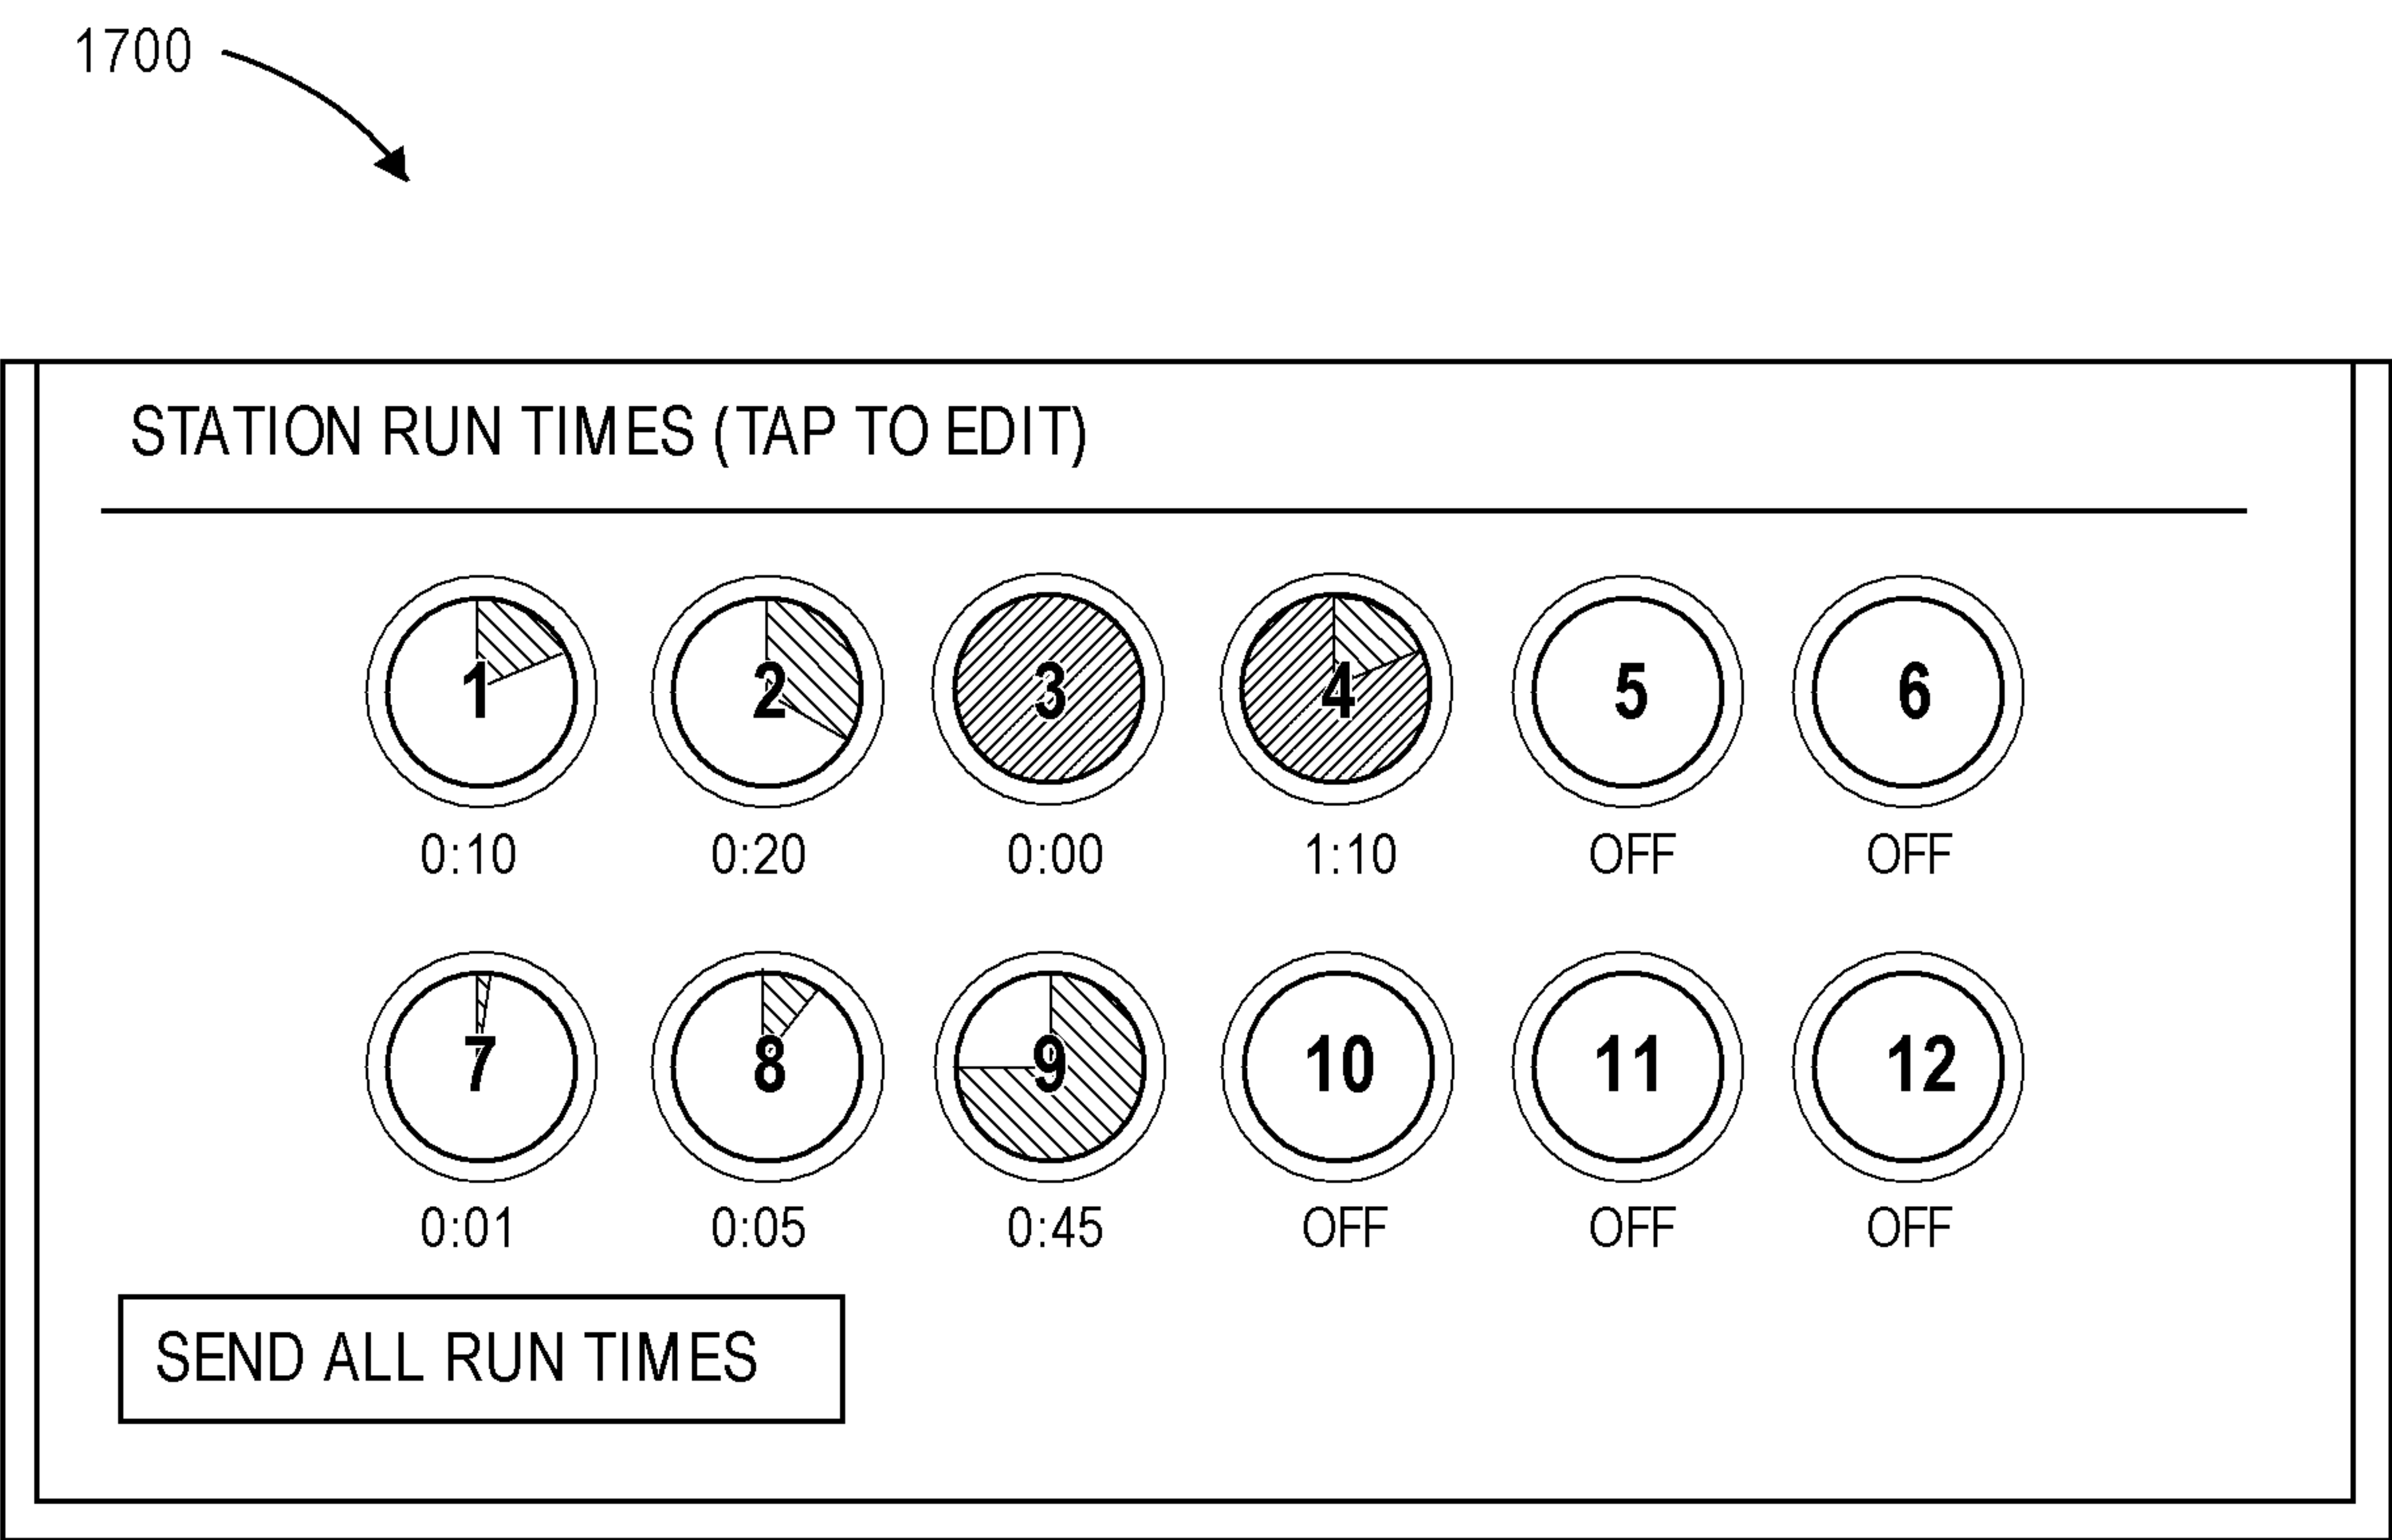 1700
STATION RUN TIMES (TAP TO EDIT)
1 2 3 4 5 6
0:10 0:20 0:00 1:10 OFF OFF
7 8 9 10 11 12
0:01 0:05 0:45 OFF OFF OFF
SEND ALL RUN TIMES